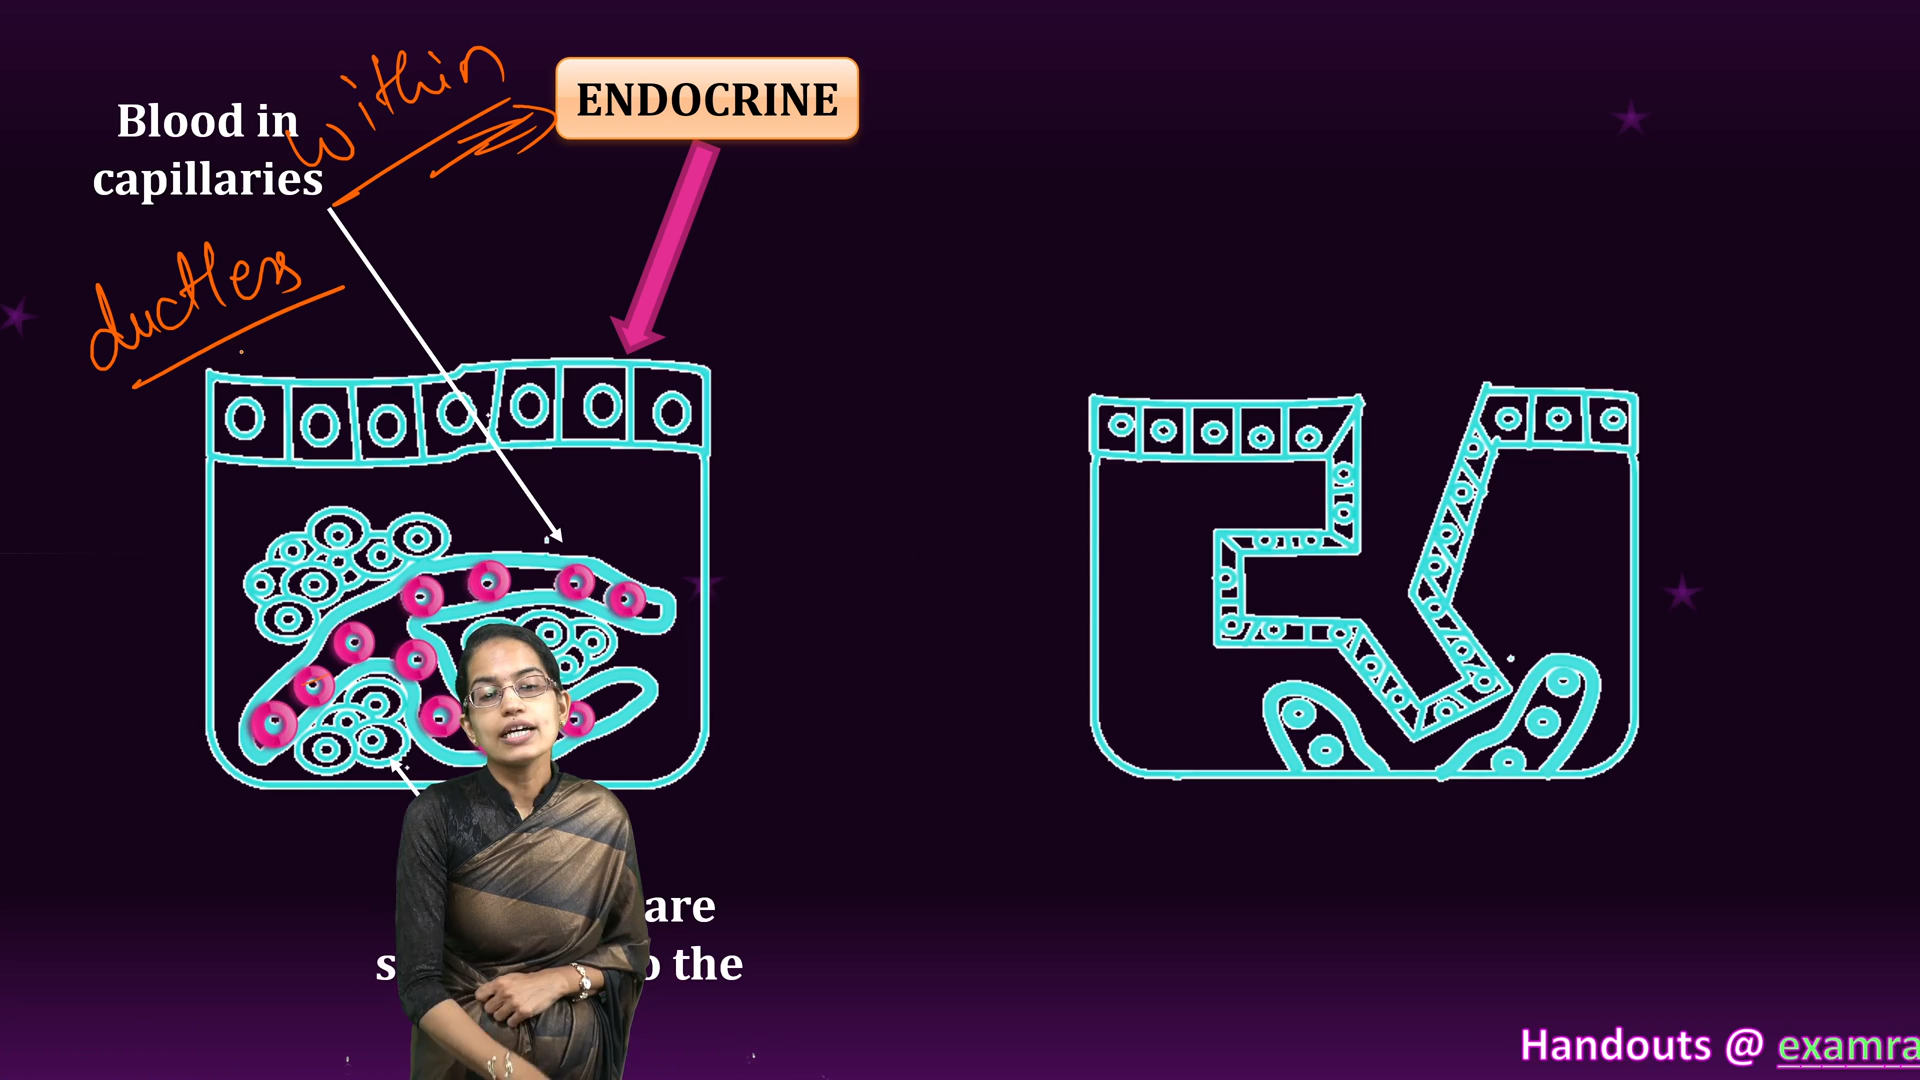 within
ENDOCRINE
Blood in
capillaries
ductless
are
the
Handouts @ examra